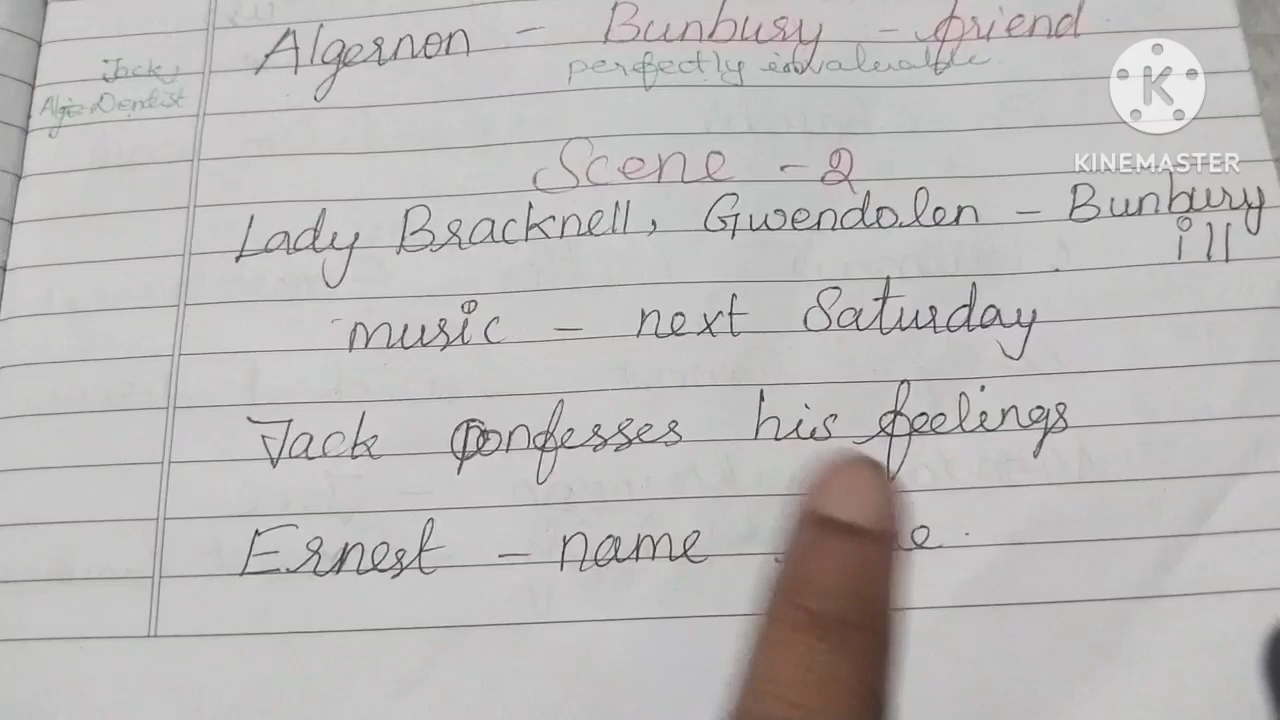 Algernon - Bunbury - friend
perfectly invaluable
Jack,
Dentist
Scene - 2
Lady Bracknell, Gwendolen - Bunbury
ill
music - next Saturday
Jack confesses his feelings
Ernest - name
K
KINEMASTER